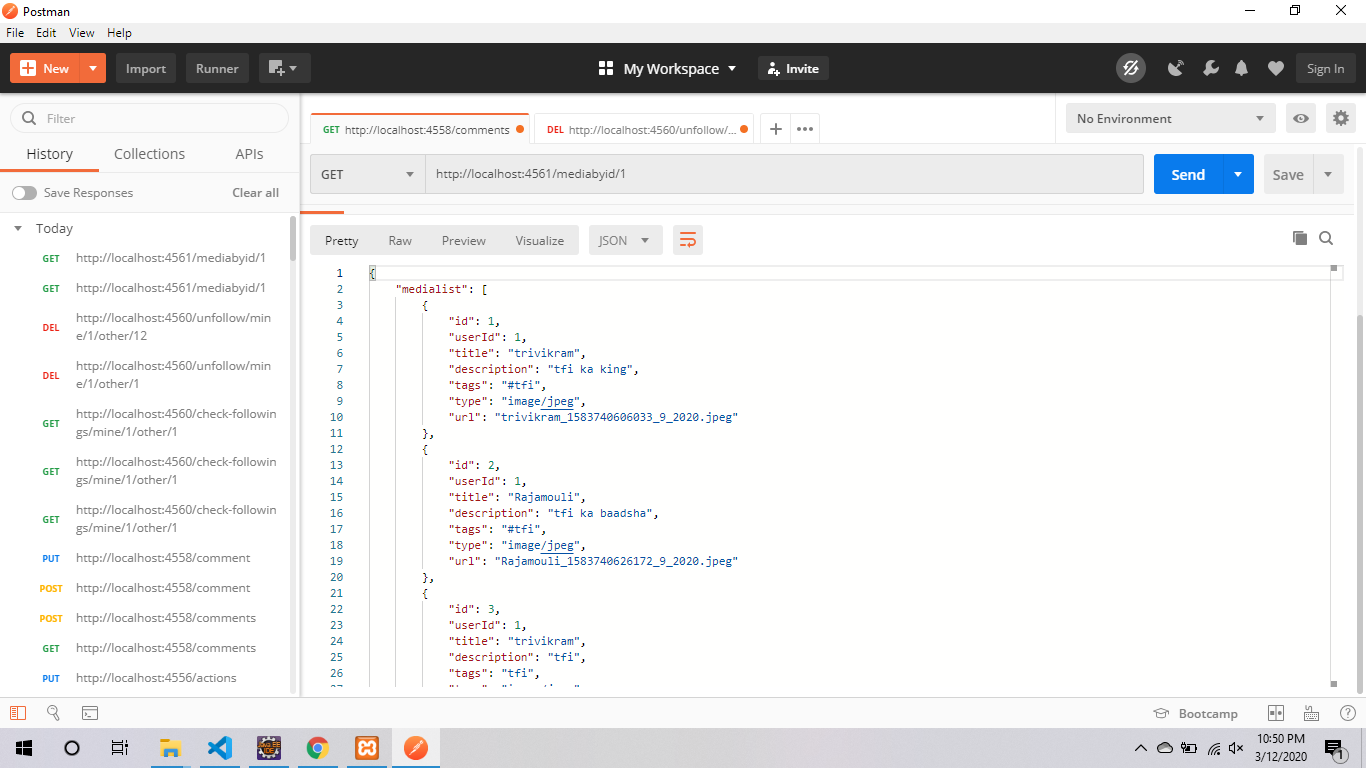 Postman
File Edit View Help
New Import Runner My Workspace Invite Sign In
Filter
History Collections APIs
Save Responses Clear all
Today
GET http://localhost:4561/mediabyid/1
GET http://localhost:4561/mediabyid/1
DEL http://localhost:4560/unfollow/min
e/1/other/12
DEL http://localhost:4560/unfollow/min
e/1/other/1
GET http://localhost:4560/check-followin
gs/mine/1/other/1
GET http://localhost:4560/check-followin
gs/mine/1/other/1
GET http://localhost:4560/check-followin
gs/mine/1/other/1
PUT http://localhost:4558/comment
POST http://localhost:4558/comment
POST http://localhost:4558/comments
GET http://localhost:4558/comments
PUT http://localhost:4556/actions
GET http://localhost:4558/comments DEL http://localhost:4560/unfollow/... No Environment
GET http://localhost:4561/mediabyid/1 Send Save
Pretty Raw Preview Visualize JSON
1 {
2 "medialist": [
3 {
4 "id": 1,
5 "userId": 1,
6 "title": "trivikram",
7 "description": "tfi ka king",
8 "tags": "#tfi",
9 "type": "image/jpeg",
10 "url": "trivikram_1583740606033_9_2020.jpeg"
11 },
12 {
13 "id": 2,
14 "userId": 1,
15 "title": "Rajamouli",
16 "description": "tfi ka baadsha",
17 "tags": "#tfi",
18 "type": "image/jpeg",
19 "url": "Rajamouli_1583740626172_9_2020.jpeg"
20 },
21 {
22 "id": 3,
23 "userId": 1,
24 "title": "trivikram",
25 "description": "tfi",
26 "tags": "tfi",
Bootcamp
10:50 PM
3/12/2020
1